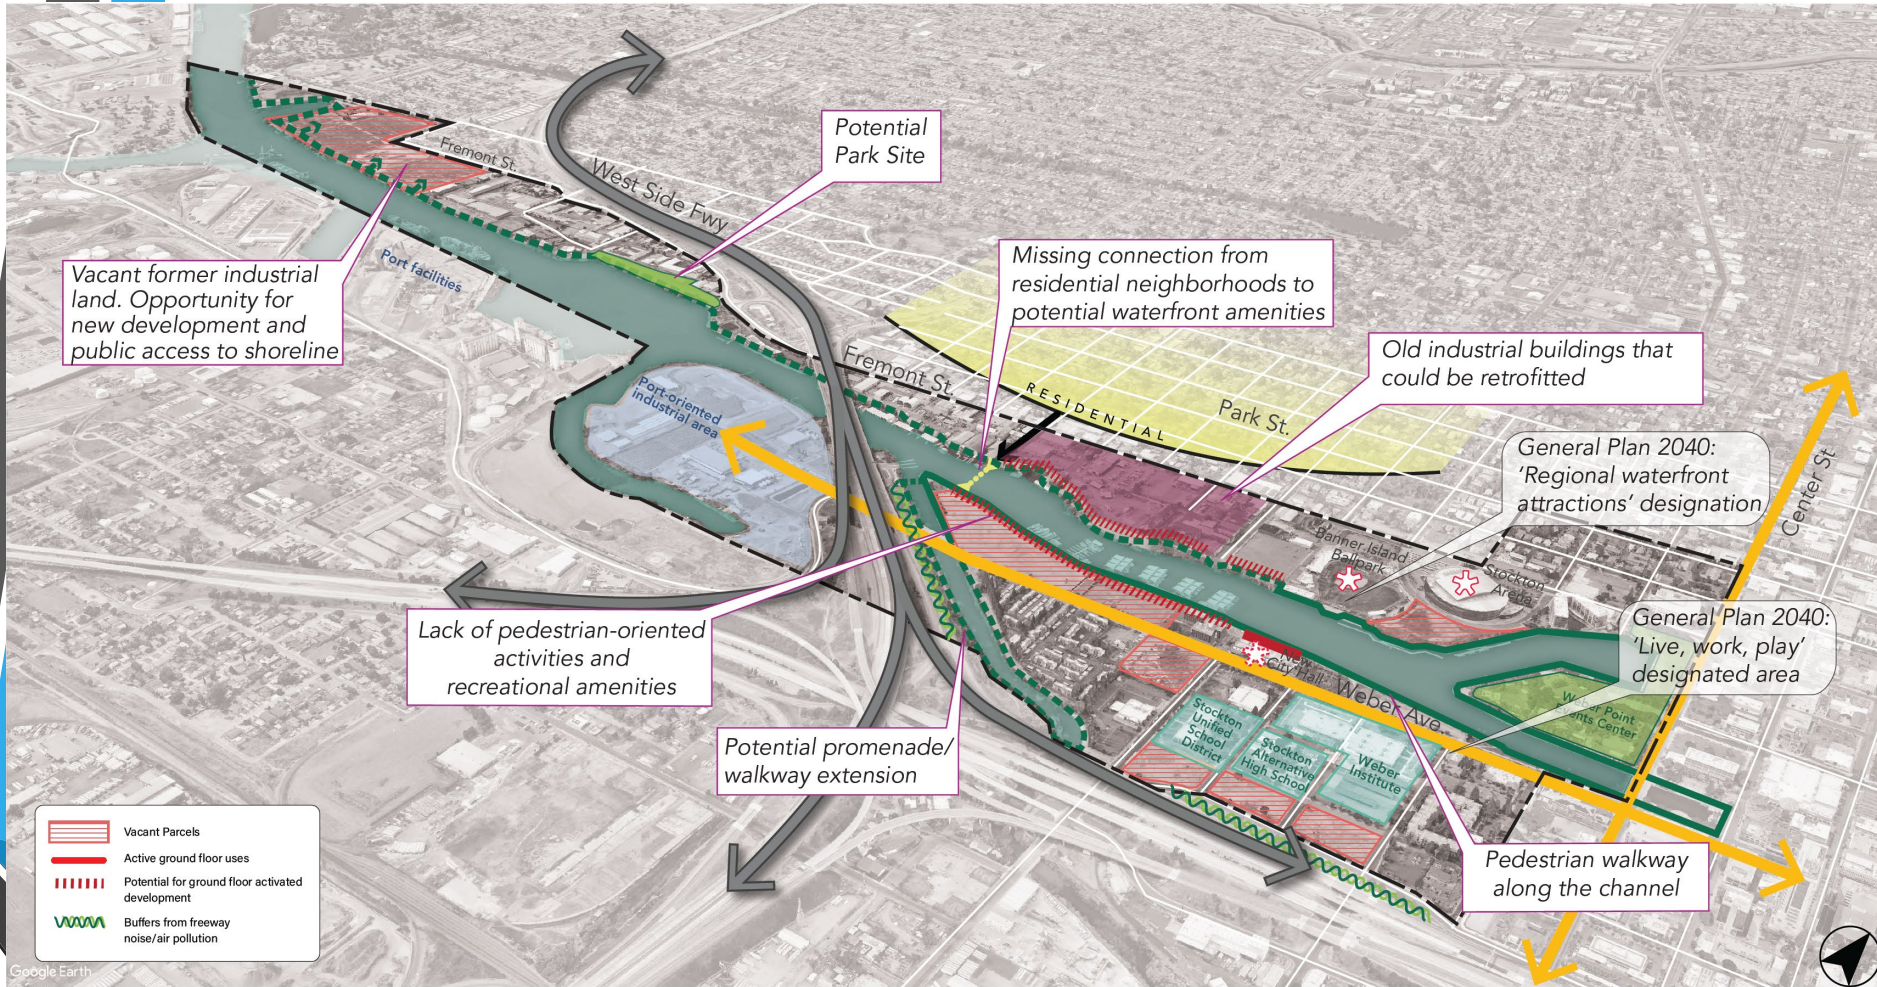 Potential
Park Site
Fremont St.
West Side Fwy
Vacant former industrial
land. Opportunity for
new development and
public access to shoreline
Port facilities
Missing connection from
residential neighborhoods to
potential waterfront amenities
Old industrial buildings that
could be retrofitted
Fremont St.
RESIDENTIAL
Park St.
Port-oriented
industrial area
General Plan 2040:
'Regional waterfront
attractions' designation
Center St
Banner Island
Ballpark
Stockton
Arena
General Plan 2040:
'Live, work, play'
designated area
Lack of pedestrian-oriented
activities and
recreational amenities
New
City Hall
Weber Ave.
Weber Point
Events Center
Potential promenade/
walkway extension
Stockton
Unified
School
District
Stockton
Alternative
High School
Weber
Institute
Pedestrian walkway
along the channel
Vacant Parcels
Active ground floor uses
Potential for ground floor activated
development
Buffers from freeway
noise/air pollution
Google Earth